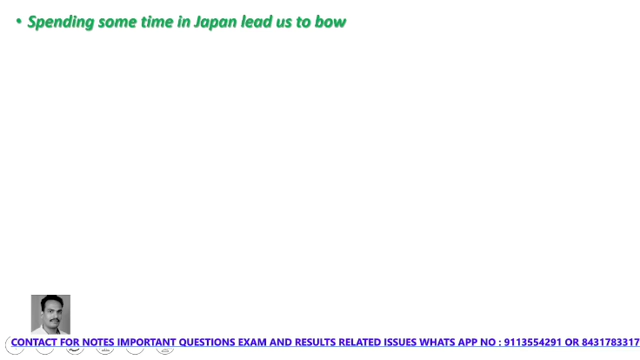 • Spending some time in Japan lead us to bow
CONTACT FOR NOTES IMPORTANT QUESTIONS EXAM AND RESULTS RELATED ISSUES WHATS APP NO : 9113554291 OR 8431783317